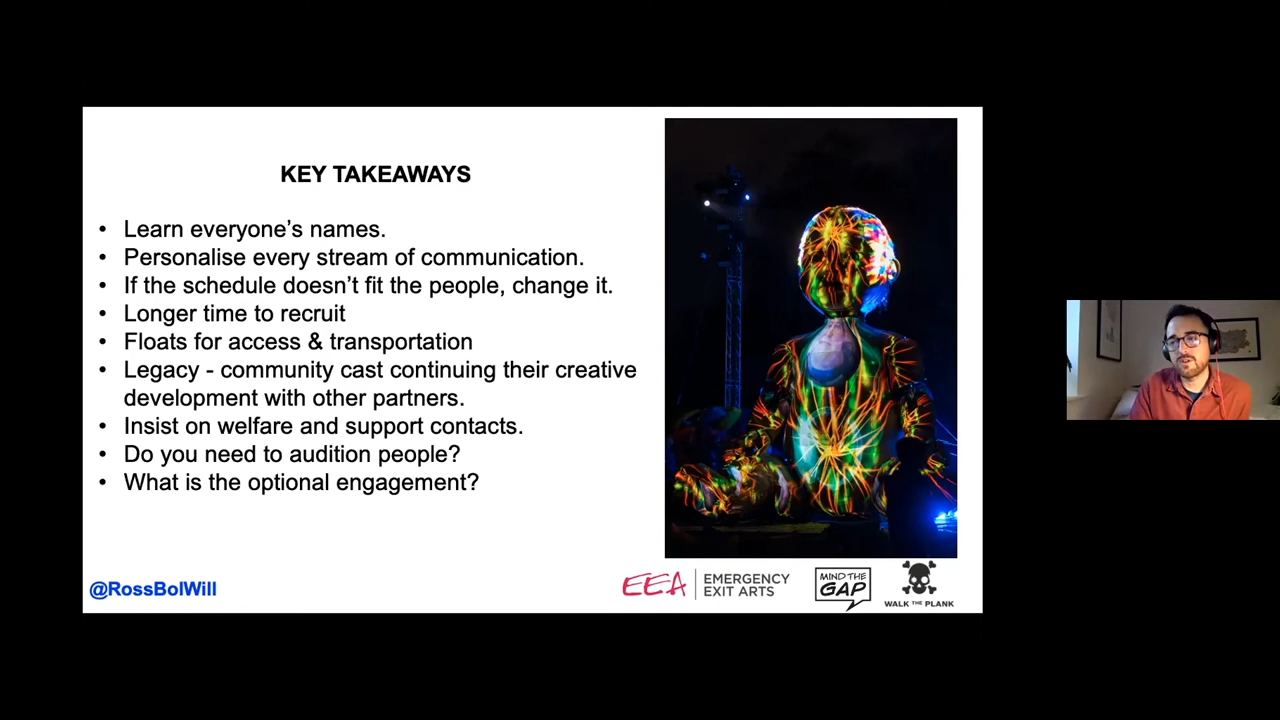 KEY TAKEAWAYS
• Learn everyone’s names.
• Personalise every stream of communication.
• If the schedule doesn’t fit the people, change it.
• Longer time to recruit
• Floats for access & transportation
• Legacy - community cast continuing their creative
development with other partners.
• Insist on welfare and support contacts.
• Do you need to audition people?
• What is the optional engagement?
@RossBolWill
EEA
EMERGENCY
EXIT ARTS
MIND THE
GAP
WALK THE PLANK